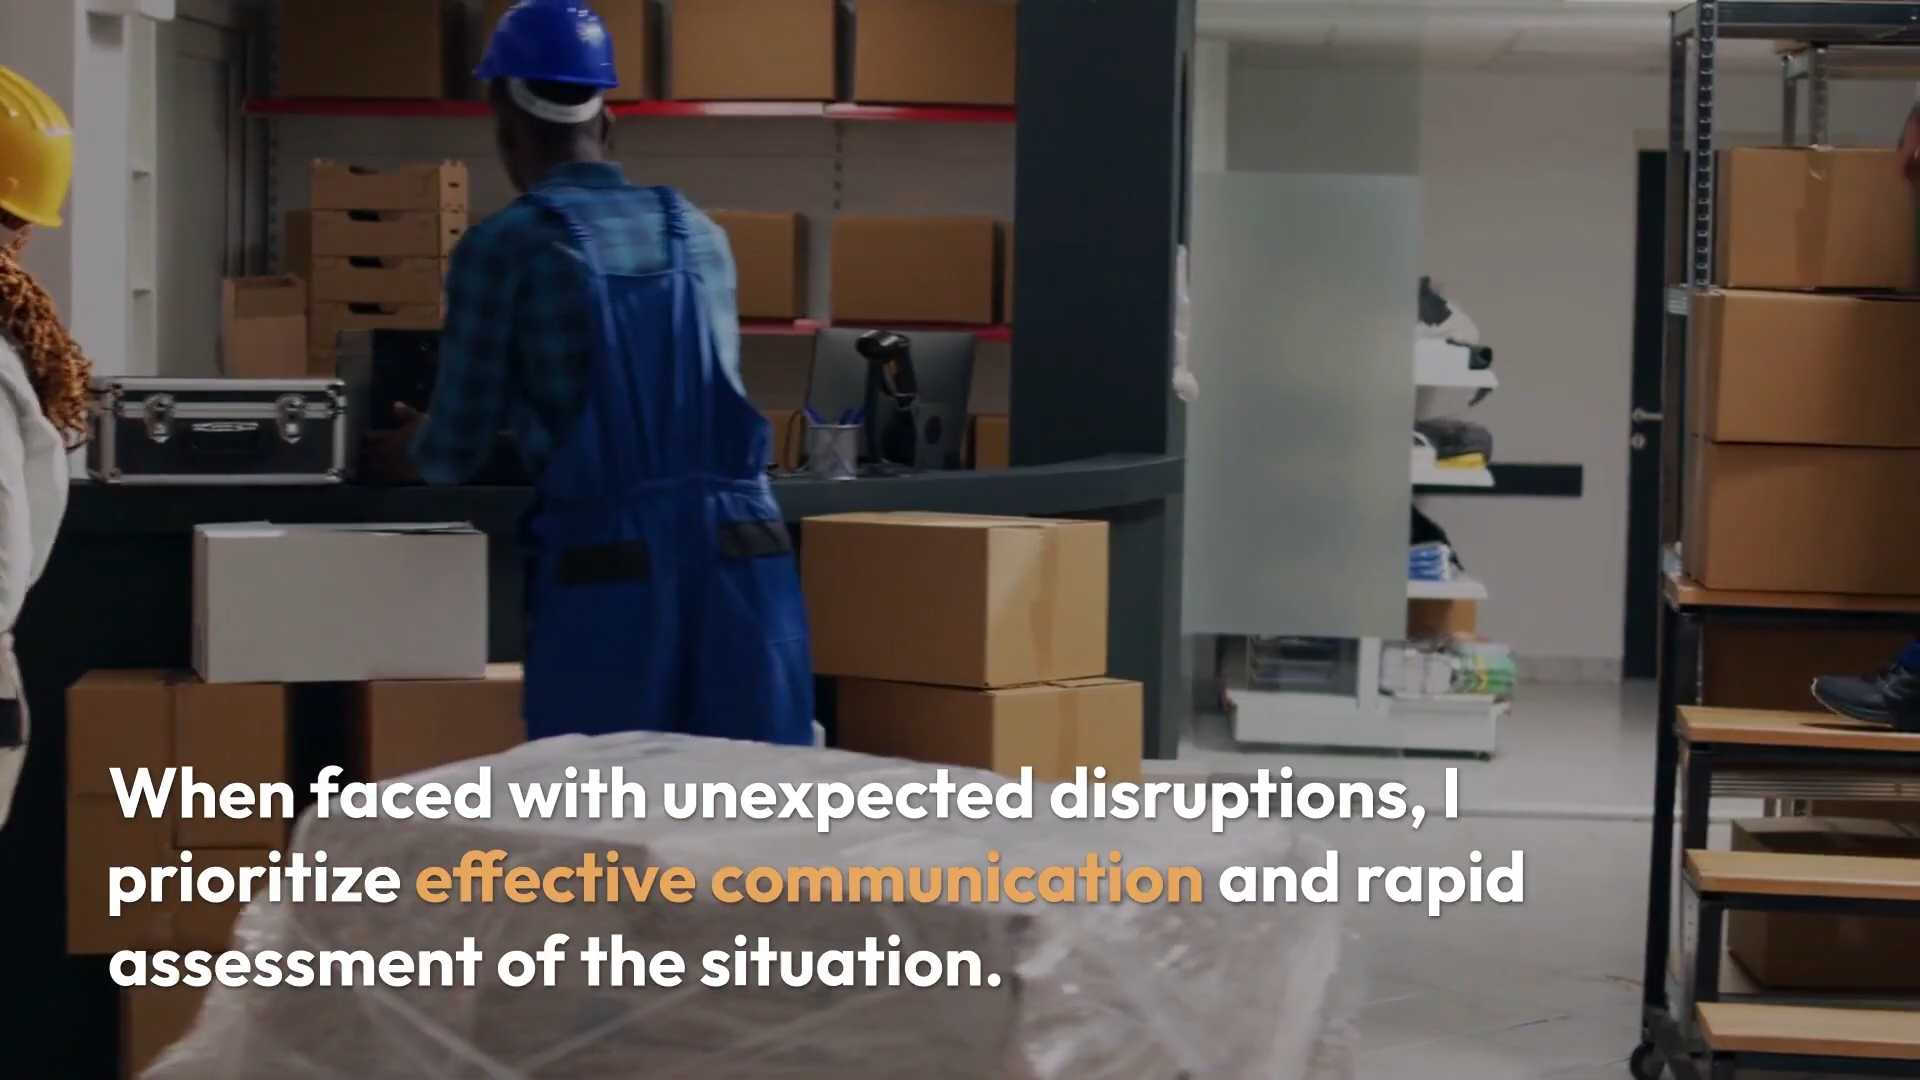 When faced with unexpected disruptions, I
prioritize effective communication and rapid
assessment of the situation.